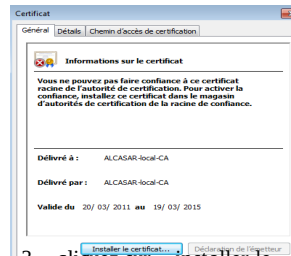 Certificat
Général Détails Chemin d'accès de certification
Informations sur le certificat
Vous ne pouvez pas faire confiance à ce certificat
racine de l'autorité de certification. Pour activer la
confiance, installez ce certificat dans le magasin
d'autorités de certification de la racine de confiance.
Délivré à : ALCASAR-local-CA
Délivré par : ALCASAR-local-CA
Valide du 20/ 03/ 2011 au 19/ 03/ 2015
Installer le certificat... Déclaration de l'émetteur